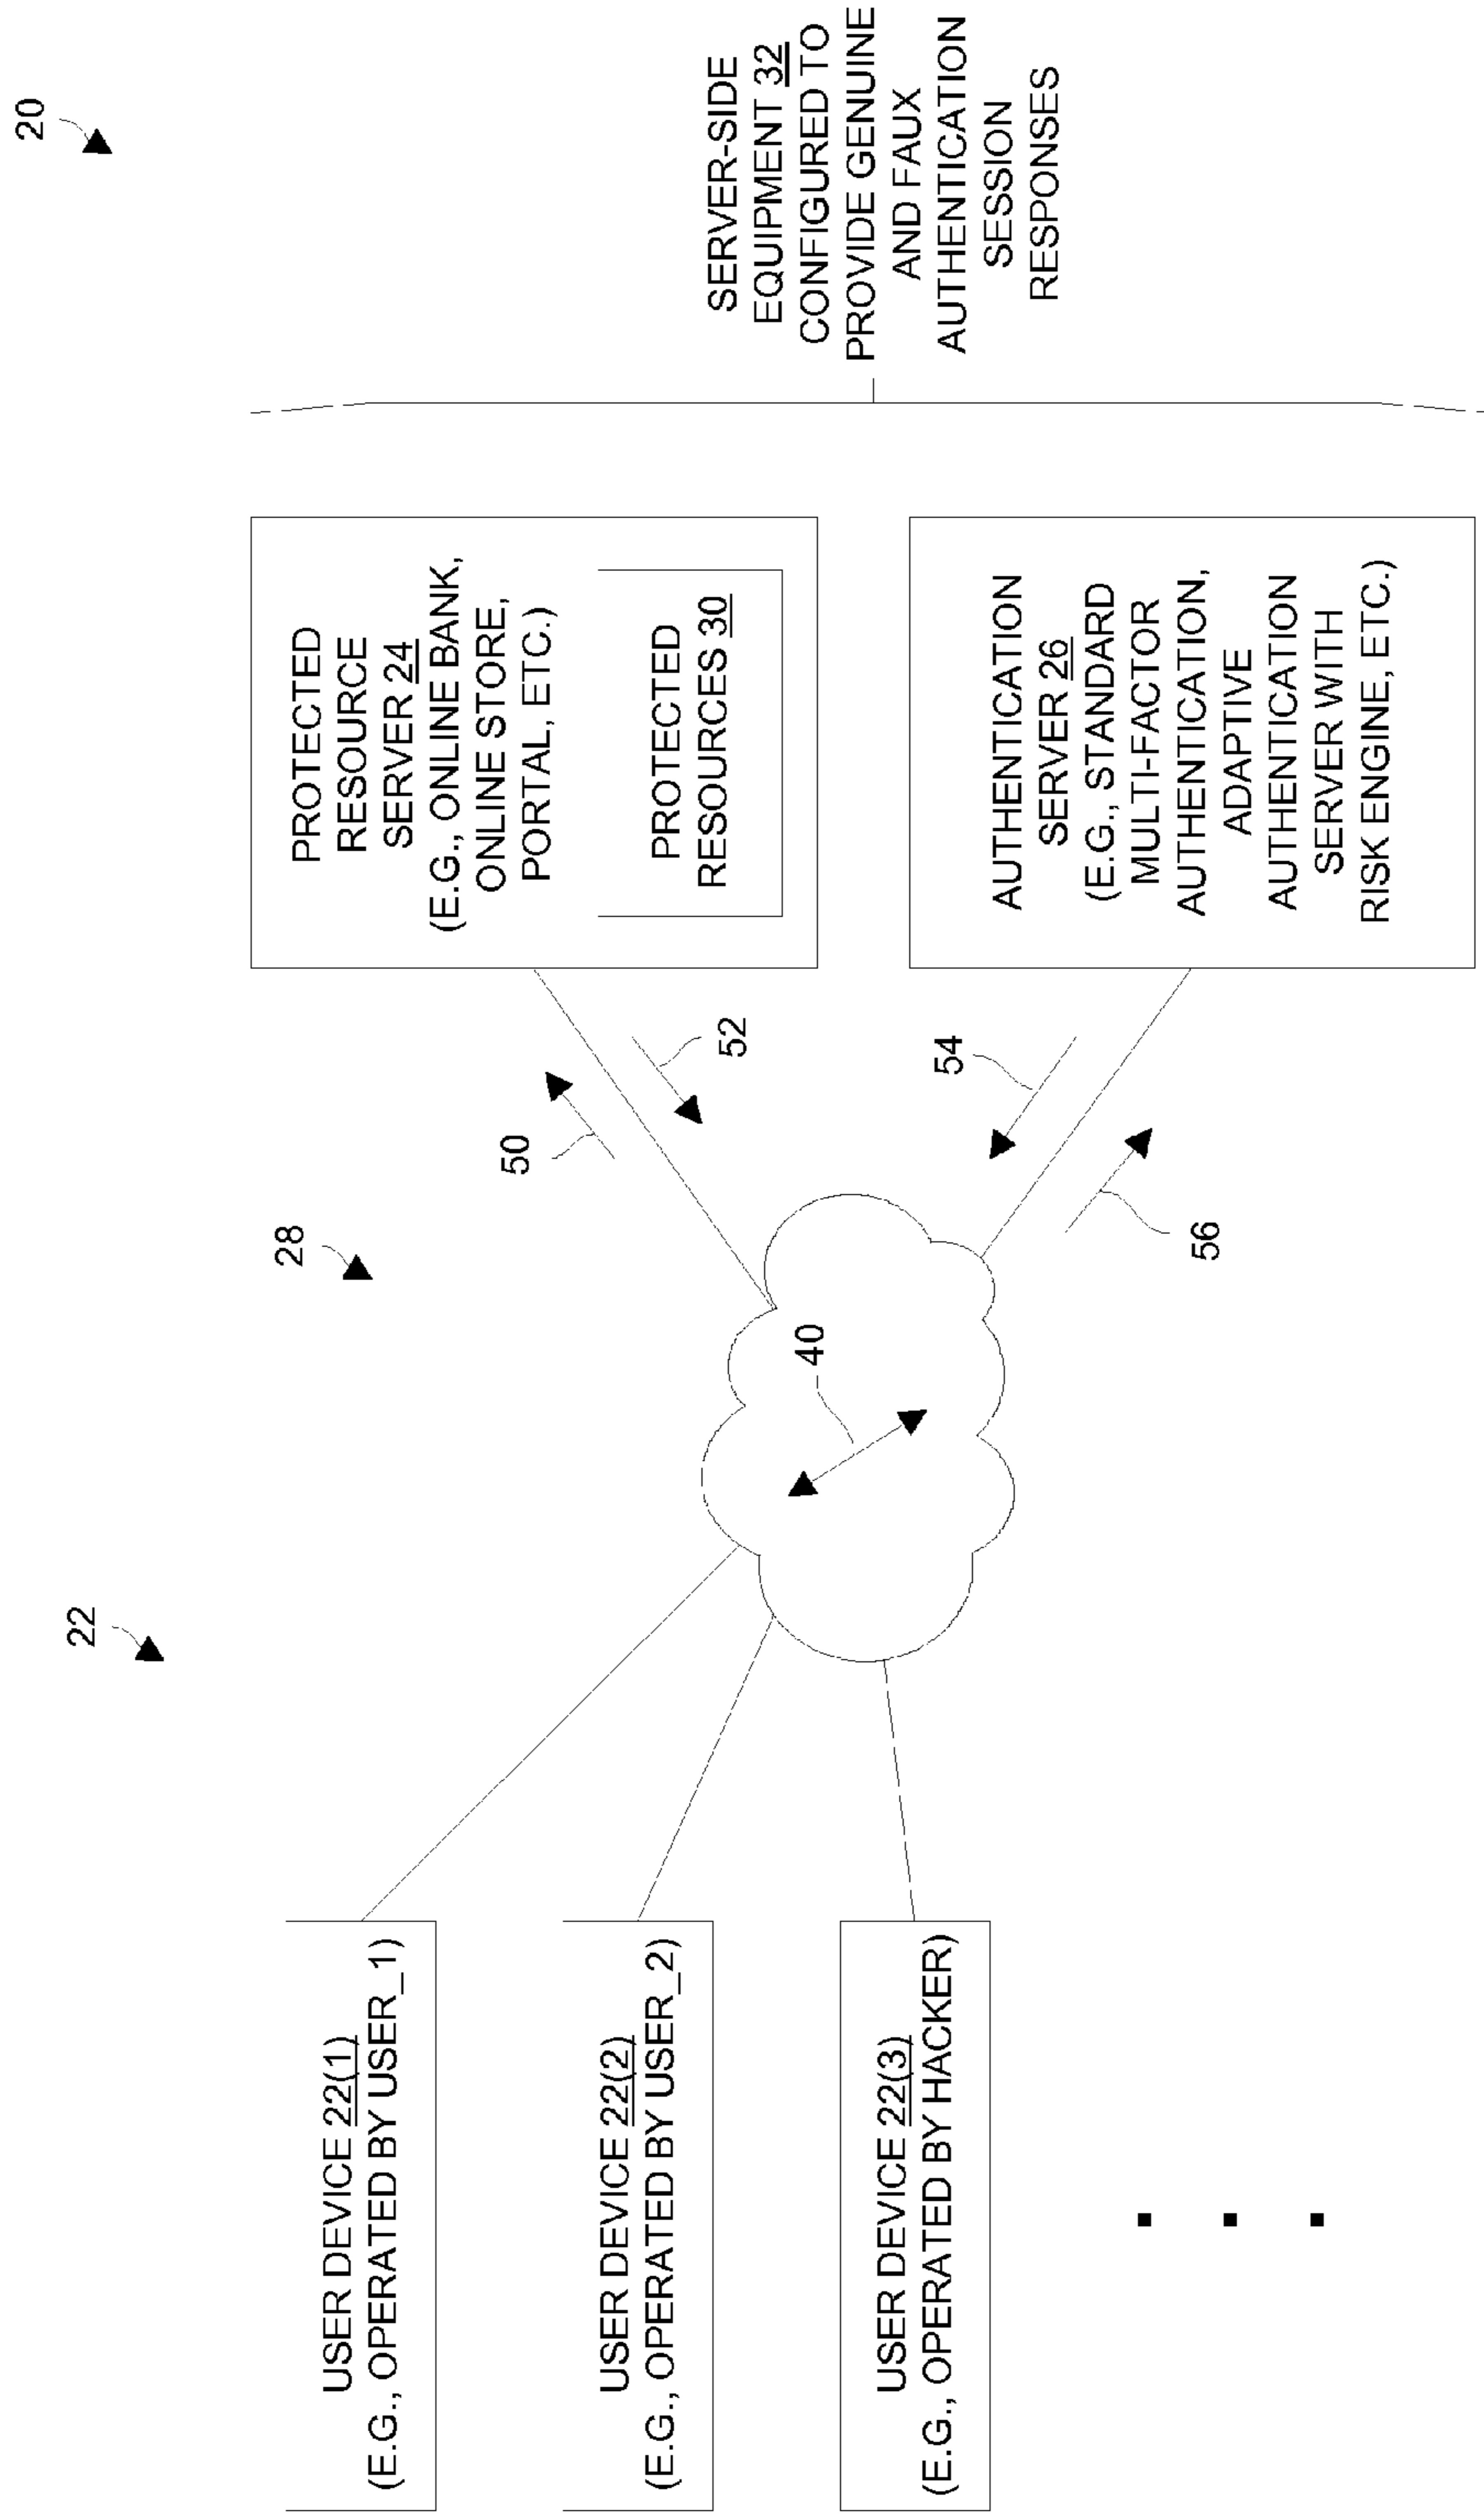 20
22
28
USER DEVICE 22(1)
(E.G., OPERATED BY USER_1)
USER DEVICE 22(2)
(E.G., OPERATED BY USER_2)
USER DEVICE 22(3)
(E.G., OPERATED BY HACKER)
40
50
52
54
56
PROTECTED
RESOURCE
SERVER 24
(E.G., ONLINE BANK,
ONLINE STORE,
PORTAL, ETC.)
PROTECTED
RESOURCES 30
AUTHENTICATION
SERVER 26
(E.G., STANDARD
MULTI-FACTOR
AUTHENTICATION,
ADAPTIVE
AUTHENTICATION
SERVER WITH
RISK ENGINE, ETC.)
SERVER-SIDE
EQUIPMENT 32
CONFIGURED TO
PROVIDE GENUINE
AND FAUX
AUTHENTICATION
SESSION
RESPONSES